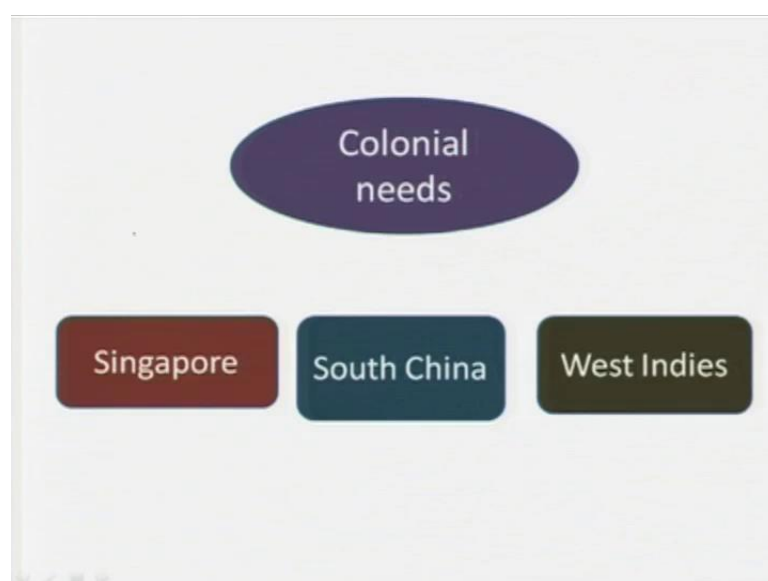 Colonial
needs
Singapore
South China
West Indies